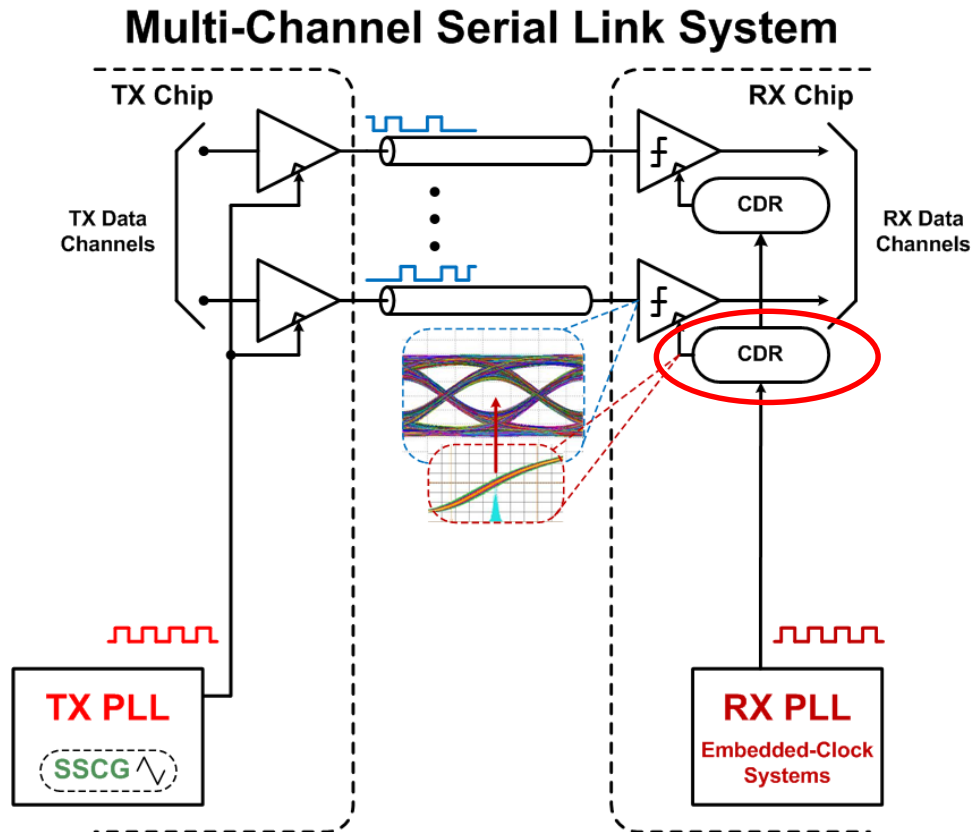 Multi-Channel Serial Link System
TX Chip
RX Chip
TX Data
Channels
CDR
RX Data
Channels
CDR
TX PLL
SSCG
RX PLL
Embedded-Clock
Systems